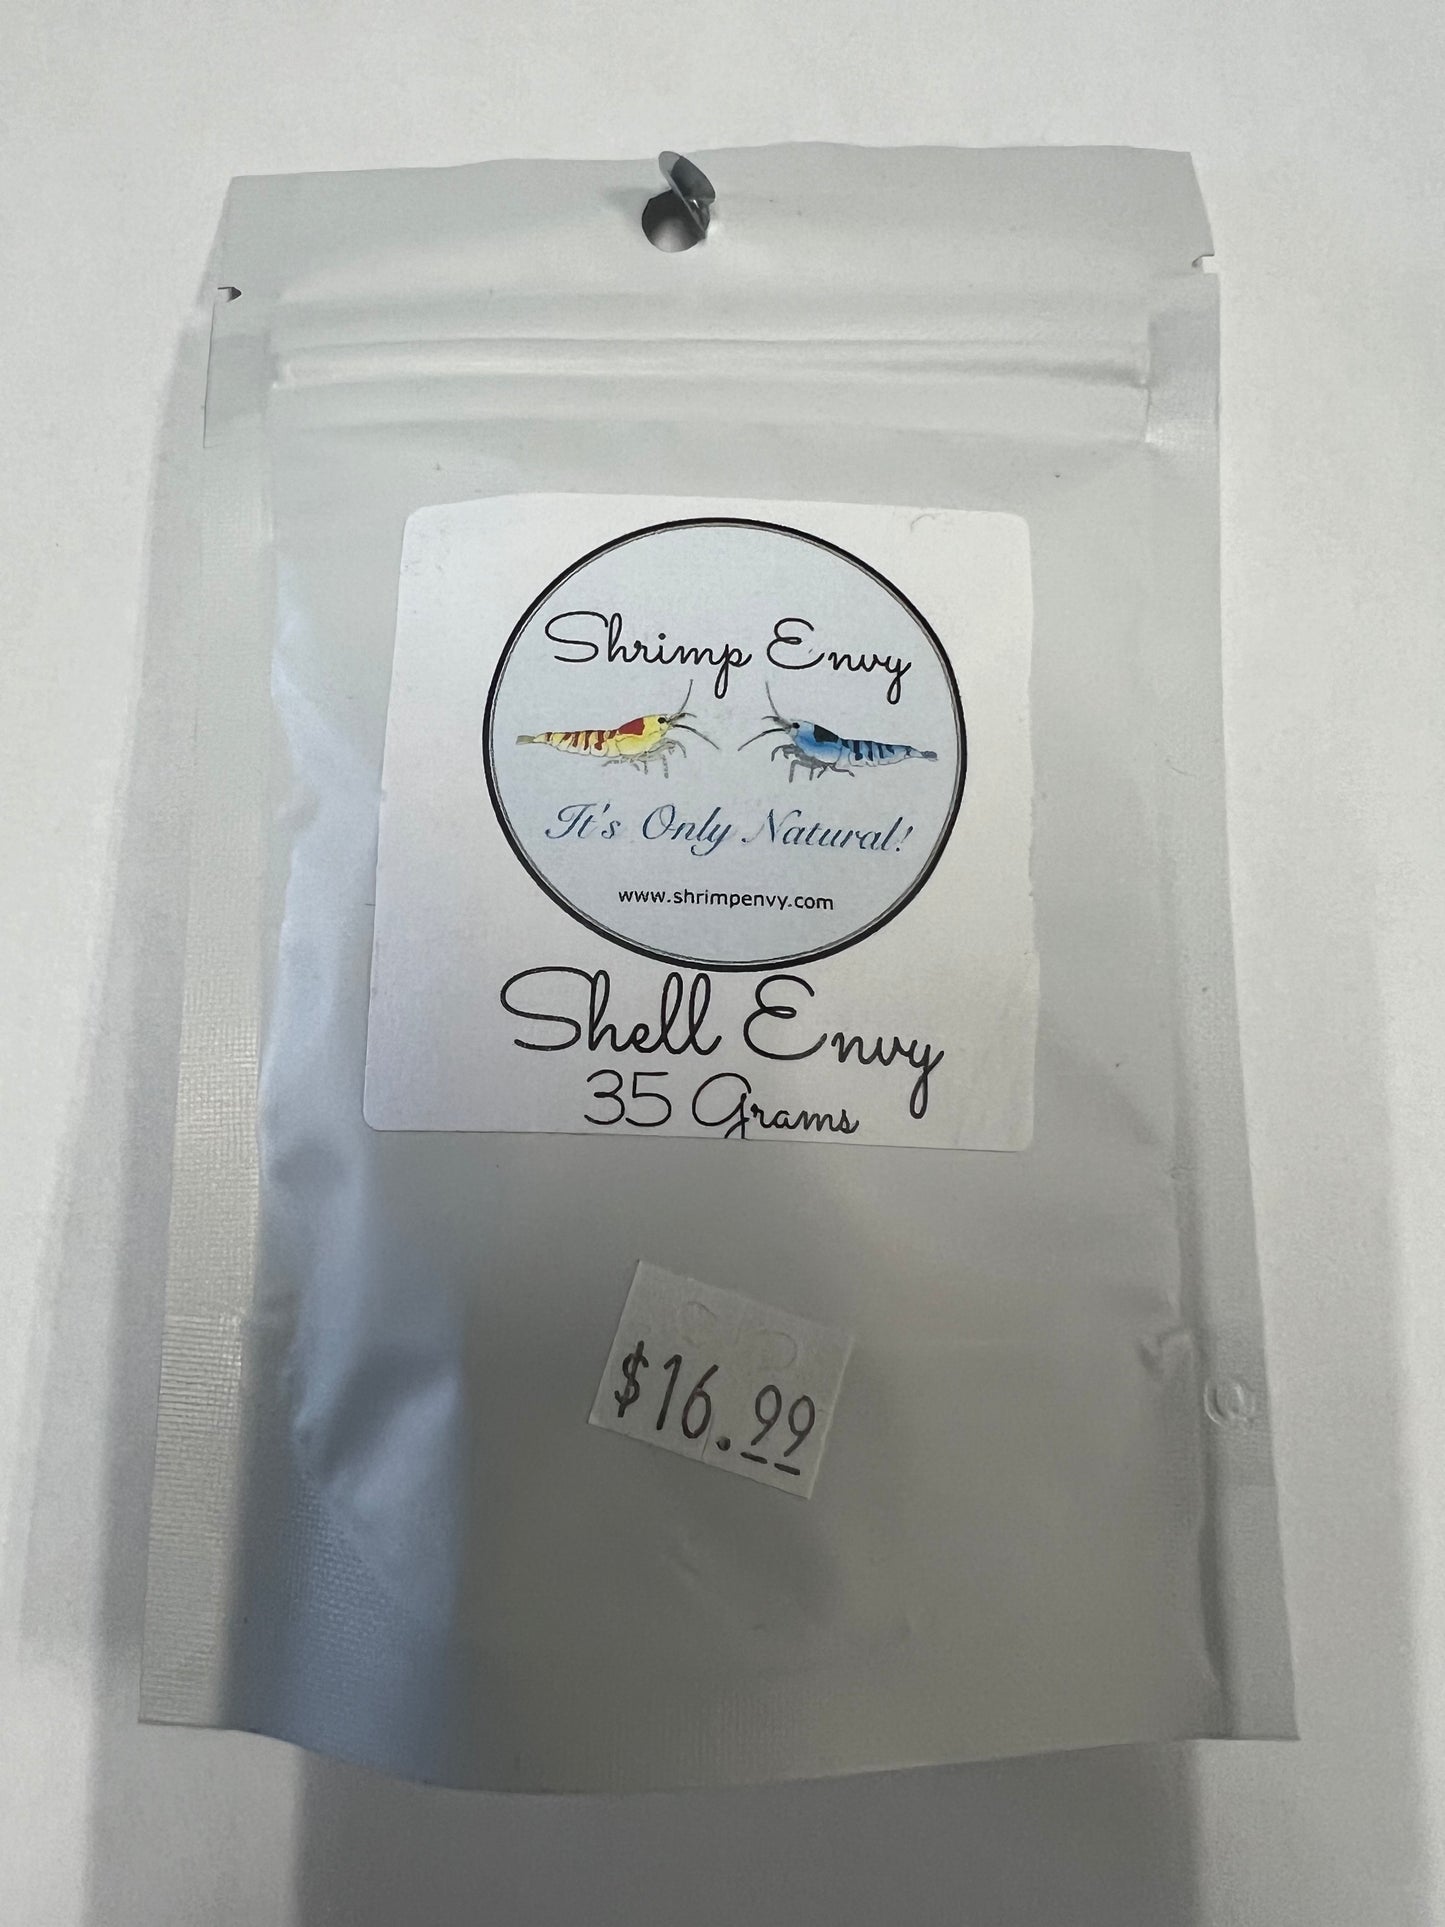 Shrimp Envy
It's Only Natural!
www.shrimpenvy.com
Shell Envy
35 Grams
$16.99